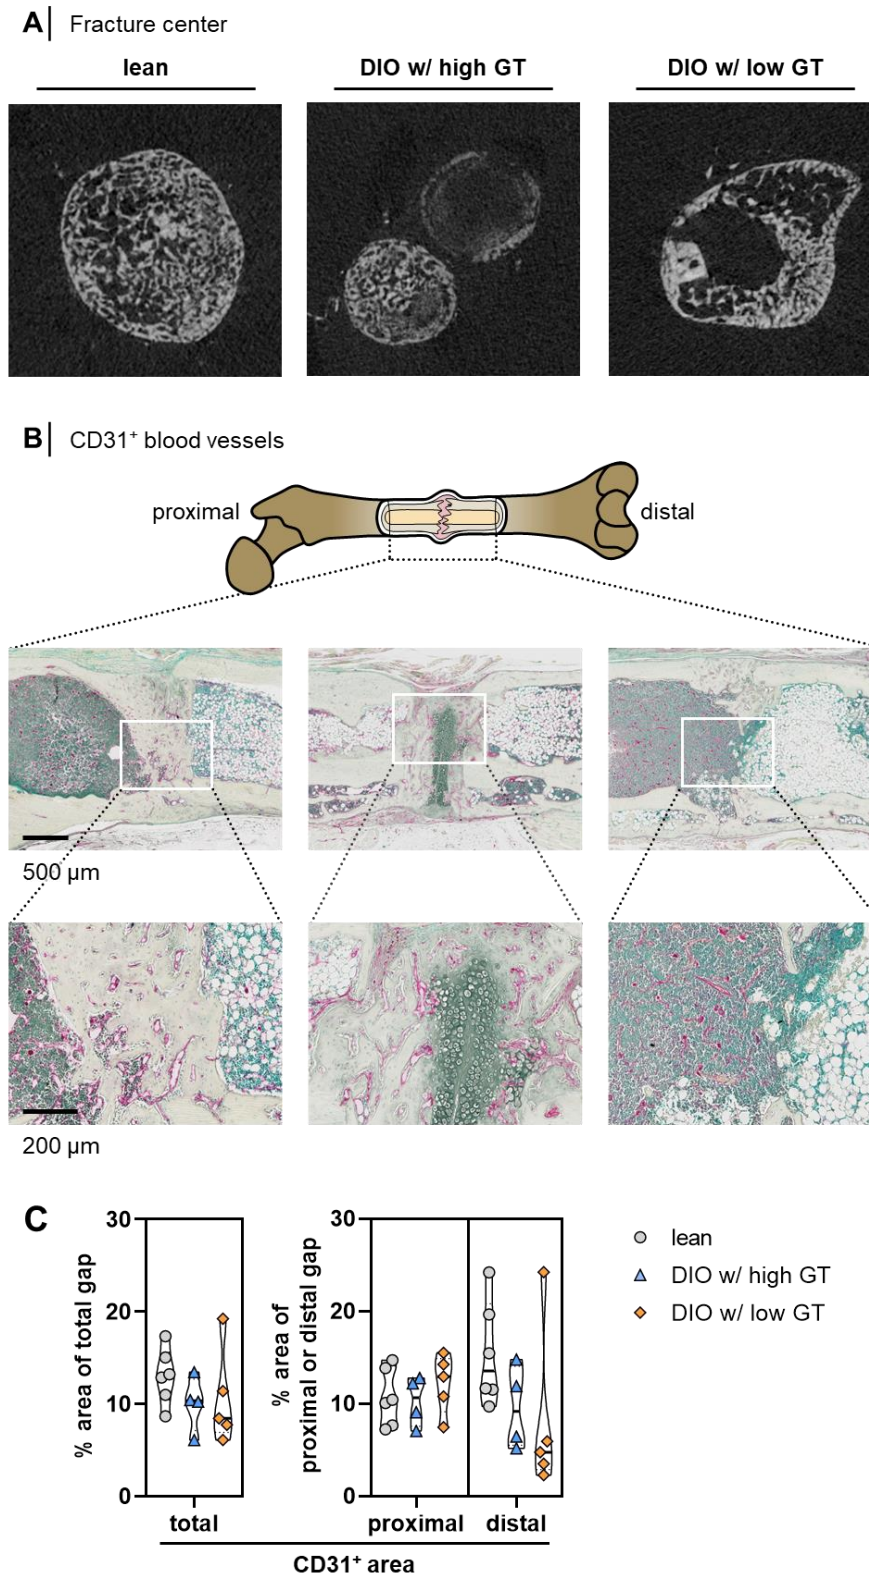 A| Fracture center
lean DIO w/ high GT DIO w/ low GT
B| CD31+ blood vessels
proximal distal
500 µm
200 µm
C
% area of total gap
30
20
10
0
total
% area of
proximal or distal gap
30
20
10
0
proximal distal
CD31+ area
lean
DIO w/ high GT
DIO w/ low GT